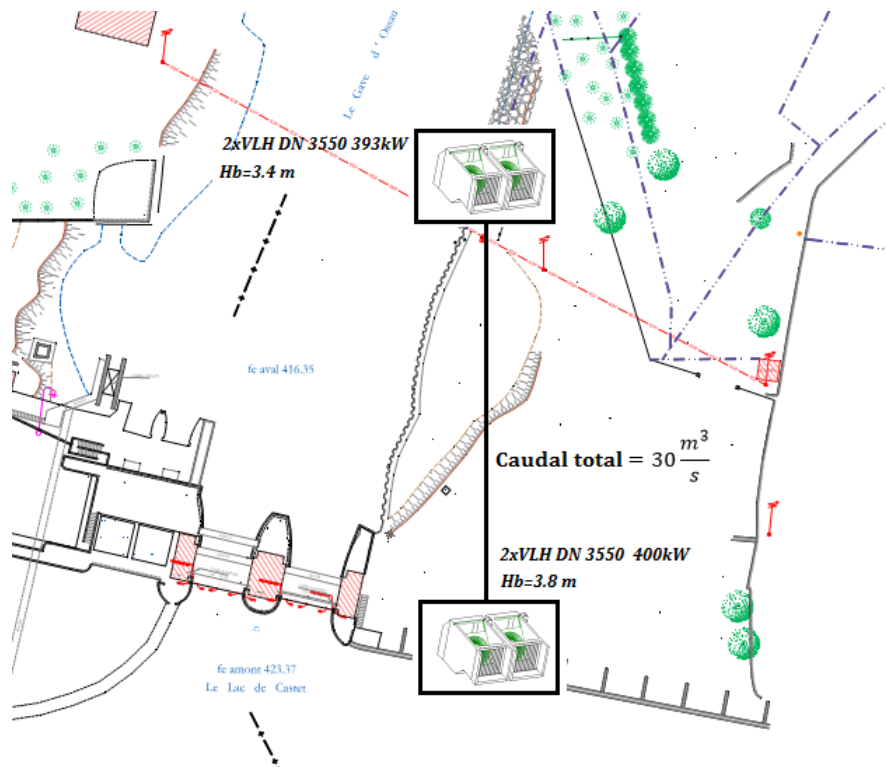 Le Gave d'Ossau
2xVLH DN 3550 393kW
Hb=3.4 m
fe aval 416.35
Caudal total = 30 m³/s
2xVLH DN 3550 400kW
Hb=3.8 m
fe amont 423.37
Le Lac de Castet